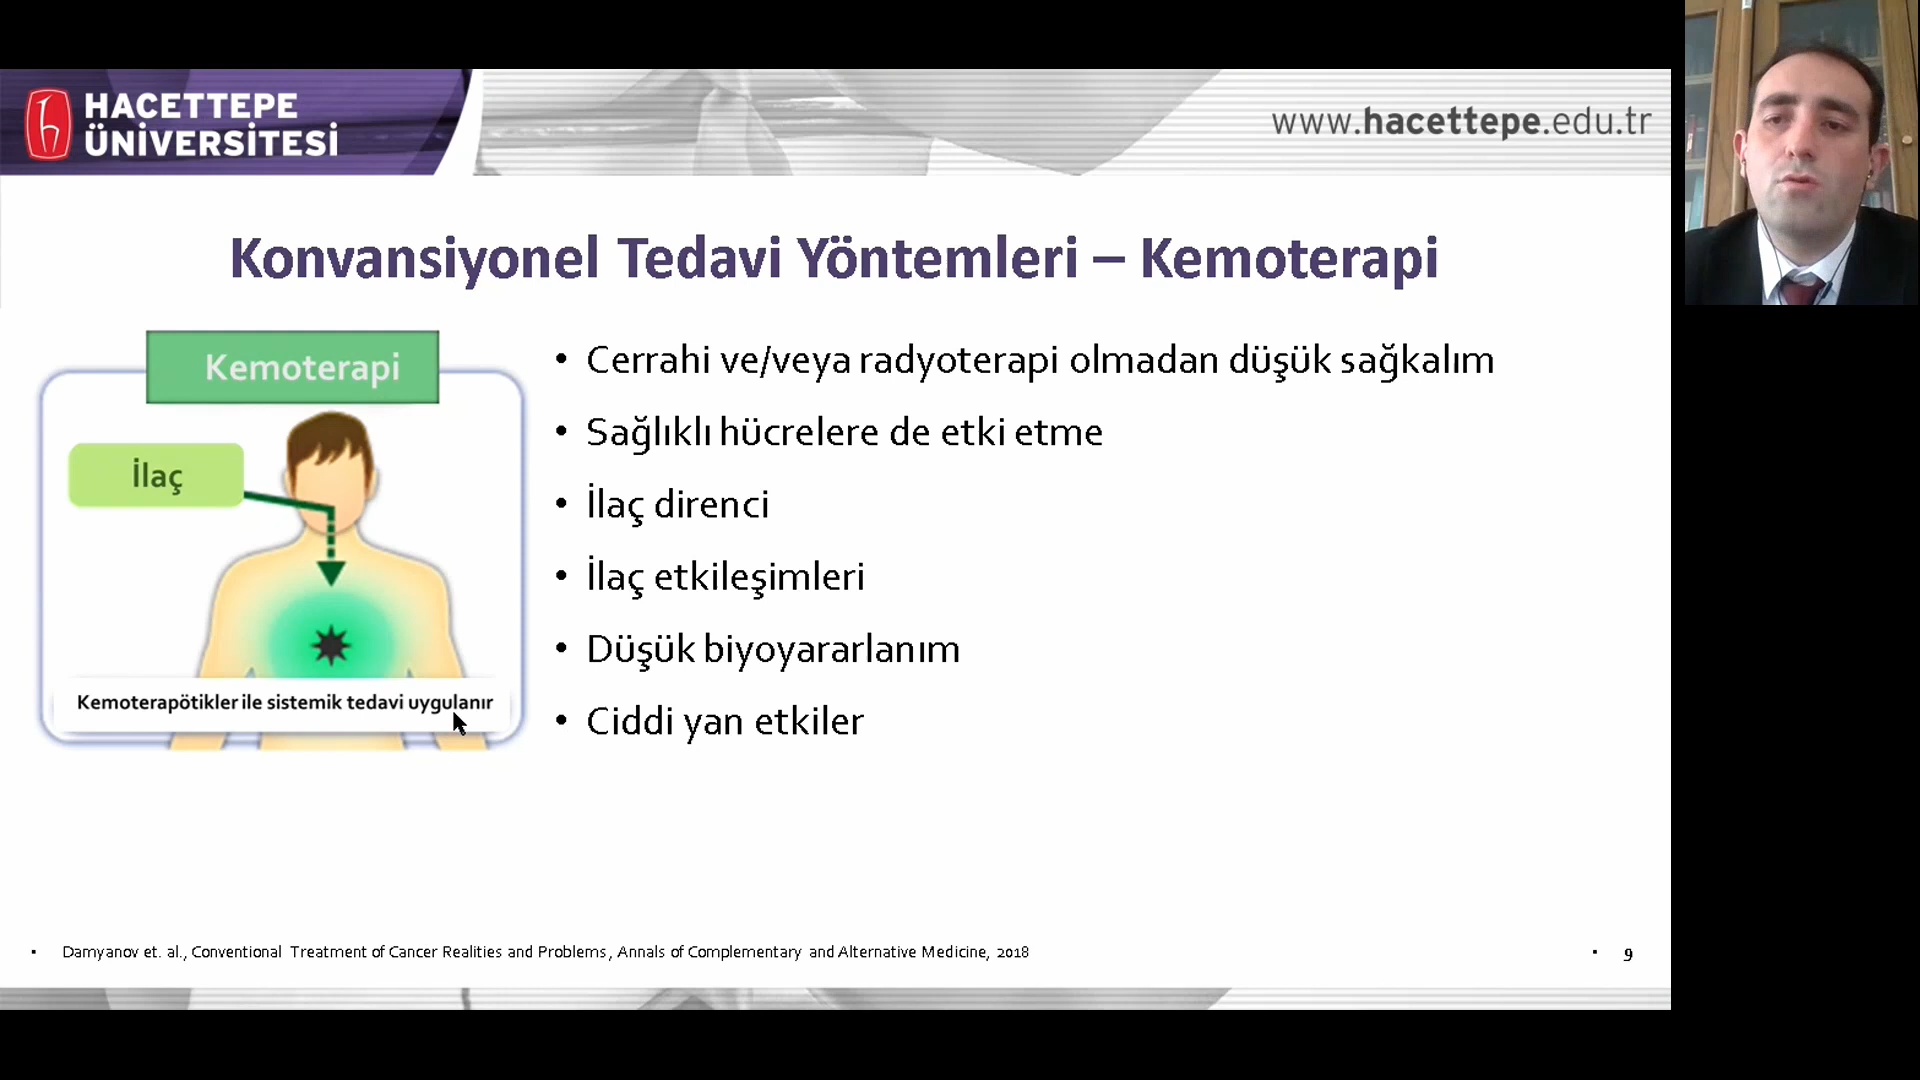 HACETTEPE
ÜNİVERSİTESİ
www.hacettepe.edu.tr
Konvansiyonel Tedavi Yöntemleri – Kemoterapi
Kemoterapi
İlaç
Kemoterapötikler ile sistemik tedavi uygulanır
• Cerrahi ve/veya radyoterapi olmadan düşük sağkalım
• Sağlıklı hücrelere de etki etme
• İlaç direnci
• İlaç etkileşimleri
• Düşük biyoyararlanım
• Ciddi yan etkiler
• Damyanov et. al., Conventional Treatment of Cancer Realities and Problems, Annals of Complementary and Alternative Medicine, 2018
• 9